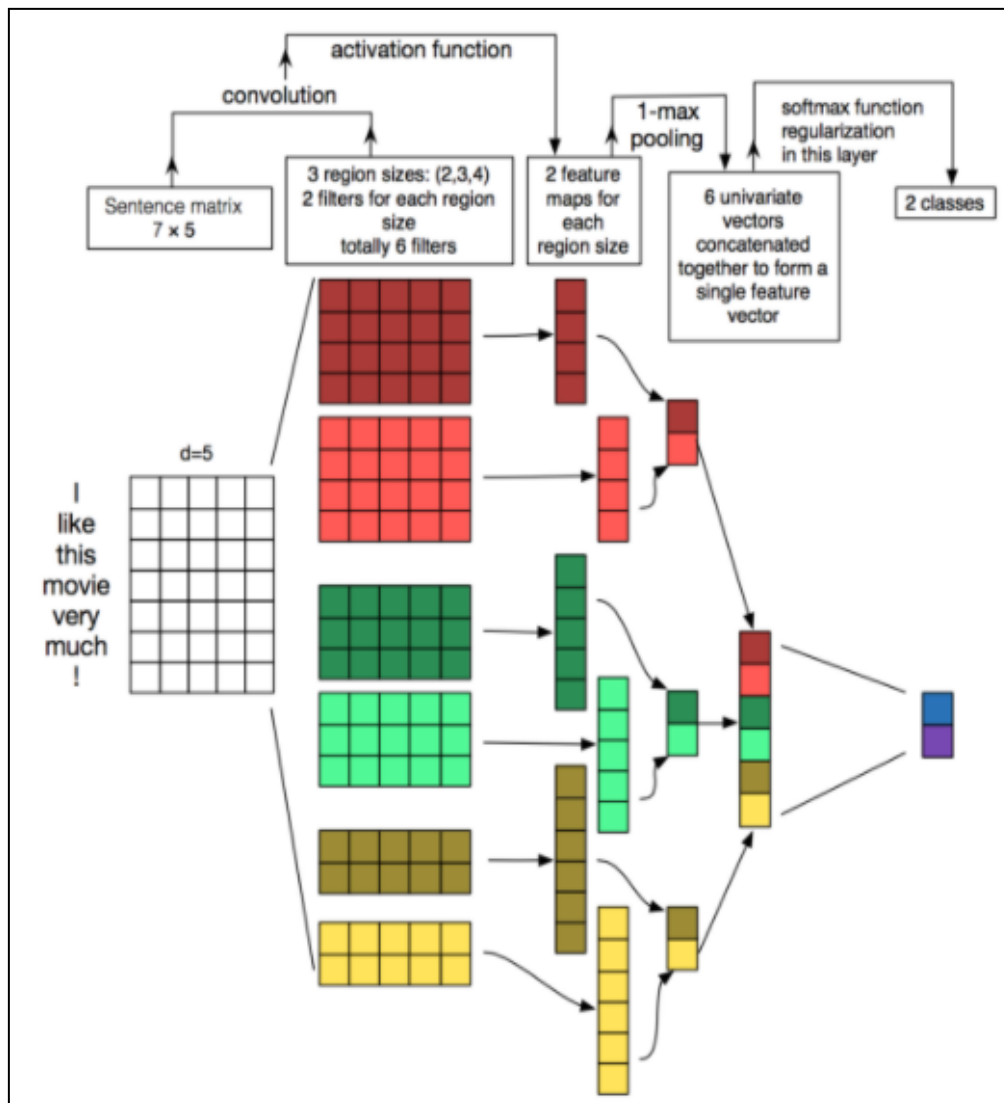 activation function
convolution
1-max
pooling
softmax function
regularization
in this layer
Sentence matrix
7 × 5
3 region sizes: (2,3,4)
2 filters for each region
size
totally 6 filters
2 feature
maps for
each
region size
6 univariate
vectors
concatenated
together to form a
single feature
vector
2 classes
d=5
I
like
this
movie
very
much
!